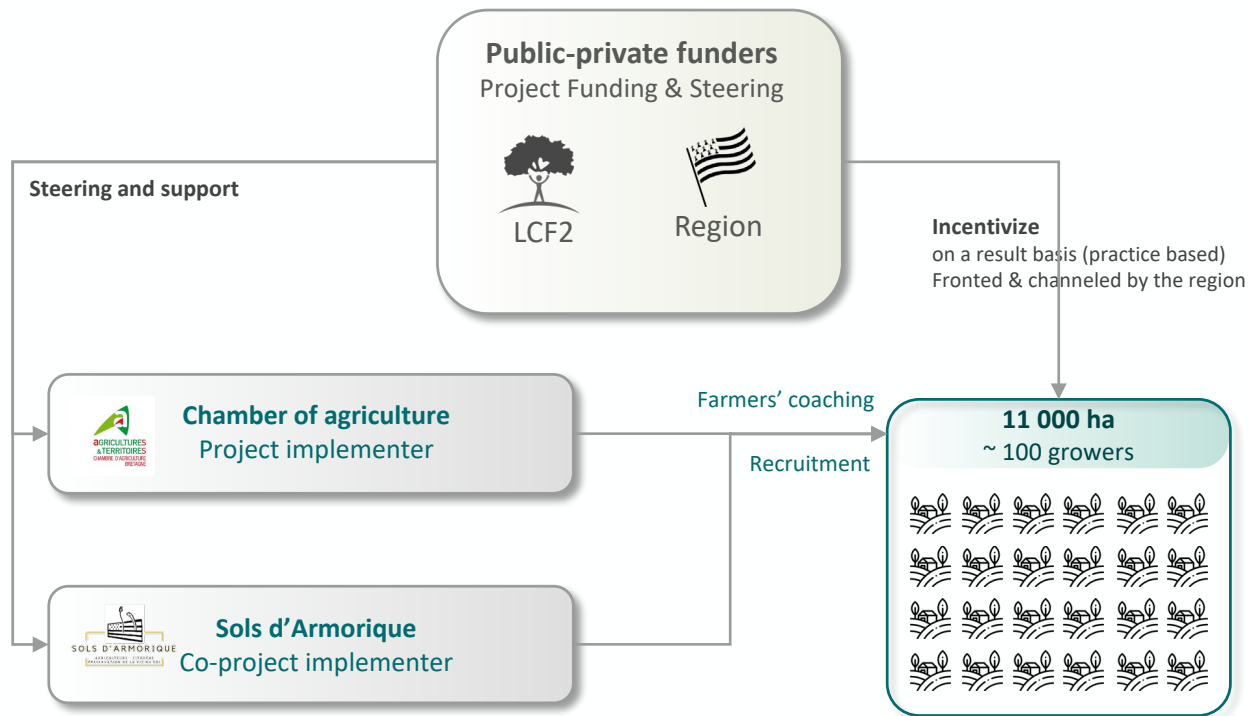 Public-private funders
Project Funding & Steering
LCF2
Region
Steering and support
Incentivize
on a result basis (practice based)
Fronted & channeled by the region
aGRICULTURES
& TERRITOIRES
CHAMBRE D'AGRICULTURE
BRETAGNE
Chamber of agriculture
Project implementer
Farmers' coaching
Recruitment
11 000 ha
~ 100 growers
SOLS D'ARMORIQUE
Sols d'Armorique
Co-project implementer